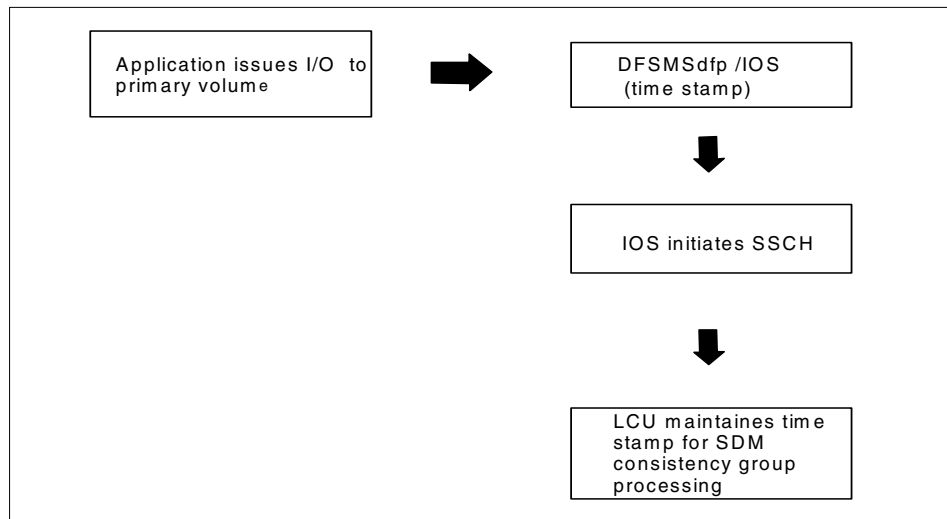 Application issues I/O to
primary volume
DFSMSdfp /IOS
(time stamp)
IOS initiates SSCH
LCU maintaines time
stamp for SDM
consistency group
processing